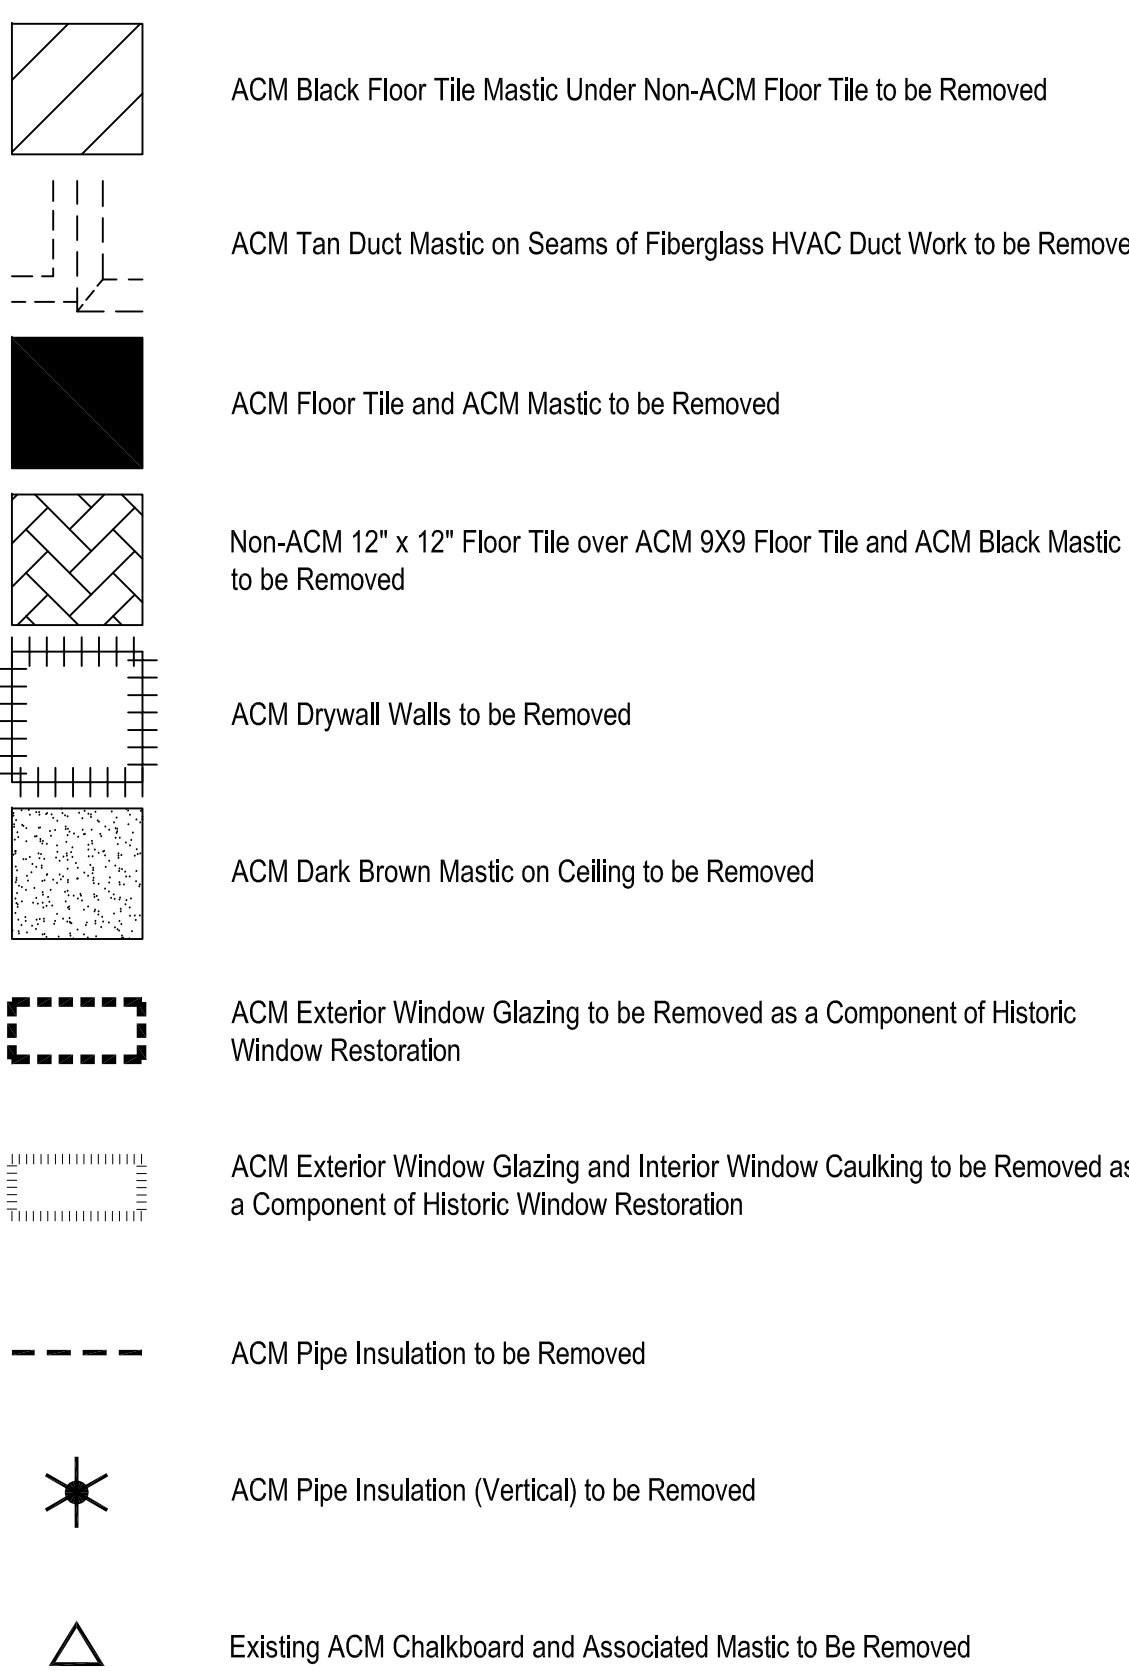 ACM Black Floor Tile Mastic Under Non-ACM Floor Tile to be Removed
ACM Tan Duct Mastic on Seams of Fiberglass HVAC Duct Work to be Remove
ACM Floor Tile and ACM Mastic to be Removed
Non-ACM 12" x 12" Floor Tile over ACM 9X9 Floor Tile and ACM Black Mastic
to be Removed
ACM Drywall Walls to be Removed
ACM Dark Brown Mastic on Ceiling to be Removed
ACM Exterior Window Glazing to be Removed as a Component of Historic
Window Restoration
ACM Exterior Window Glazing and Interior Window Caulking to be Removed as
a Component of Historic Window Restoration
ACM Pipe Insulation to be Removed
ACM Pipe Insulation (Vertical) to be Removed
Existing ACM Chalkboard and Associated Mastic to Be Removed